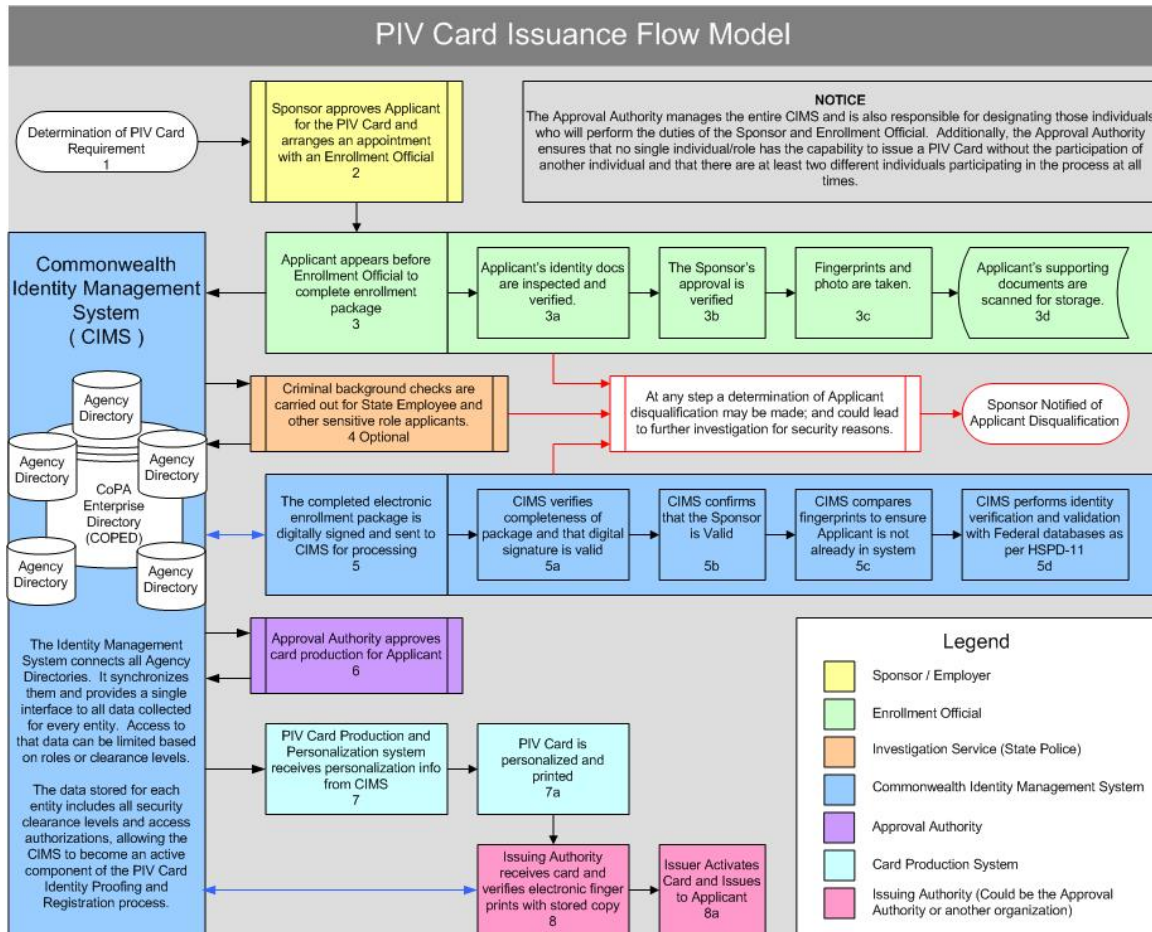 PIV Card Issuance Flow Model
Determination of PIV Card
Requirement
1
Sponsor approves Applicant
for the PIV Card and
arranges an appointment
with an Enrollment Official
2
NOTICE
The Approval Authority manages the entire CIMS and is also responsible for designating those individuals
who will perform the duties of the Sponsor and Enrollment Official. Additionally, the Approval Authority
ensures that no single individual/role has the capability to issue a PIV Card without the participation of
another individual and that there are at least two different individuals participating in the process at all
times.
Commonwealth
Identity Management
System
( CIMS )
Applicant appears before
Enrollment Official to
complete enrollment
package
3
Applicant's identity docs
are inspected and
verified.
3a
The Sponsor's
approval is
verified
3b
Fingerprints and
photo are taken.
3c
Applicant's supporting
documents are
scanned for storage.
3d
Agency
Directory
Agency
Directory
Agency
Directory
CoPA
Enterprise
Directory
(COPED)
Agency
Directory
Agency
Directory
Criminal background checks are
carried out for State Employee and
other sensitive role applicants.
4 Optional
At any step a determination of Applicant
disqualification may be made; and could lead
to further investigation for security reasons.
Sponsor Notified of
Applicant Disqualification
The completed electronic
enrollment package is
digitally signed and sent
to CIMS for processing
5
CIMS verifies
completeness of
package and that digital
signature is valid
5a
CIMS confirms
that the Sponsor
is Valid
5b
CIMS compares
fingerprints to ensure
Applicant is not
already in system
5c
CIMS performs identity
verification and validation
with Federal databases as
per HSPD-11
5d
The Identity Management
System connects all Agency
Directories. It synchronizes
them and provides a single
interface to all data collected
for every entity. Access to
that data can be limited based
on roles or clearance levels.
The data stored for each
entity includes all security
clearance levels and access
authorizations, allowing the
CIMS to become an active
component of the PIV Card
Identity Proofing and
Registration process.
Approval Authority approves
card production for Applicant
6
PIV Card Production and
Personalization system
receives personalization info
from CIMS
7
PIV Card is
personalized and
printed
7a
Issuing Authority
receives card and
verifies electronic finger
prints with stored copy
8
Issuer Activates
Card and Issues
to Applicant
8a
Legend
Sponsor / Employer
Enrollment Official
Investigation Service (State Police)
Commonwealth Identity Management System
Approval Authority
Card Production System
Issuing Authority (Could be the Approval
Authority or another organization)